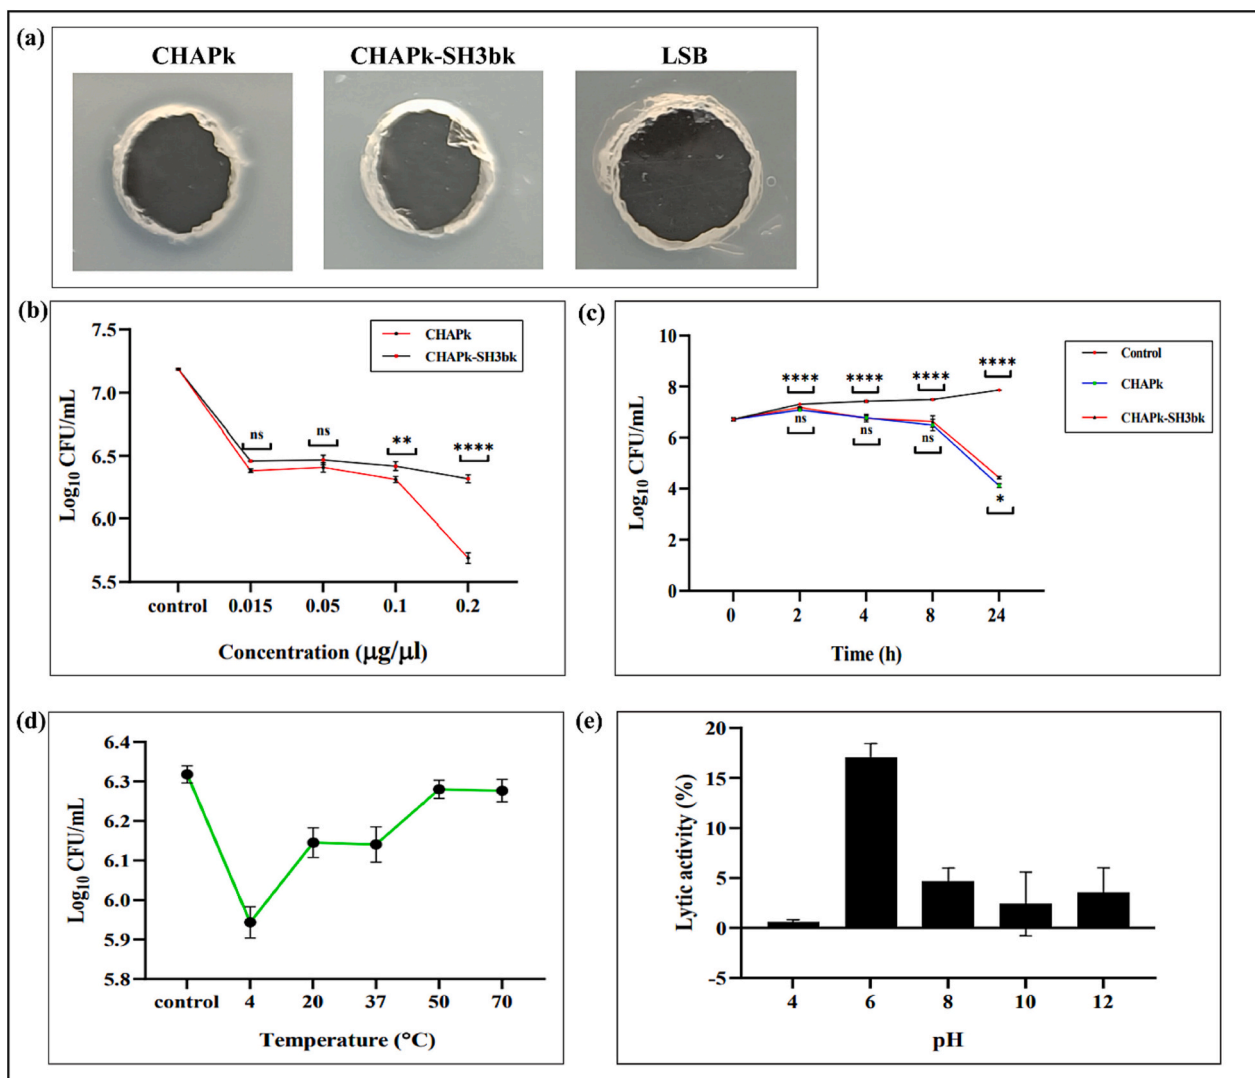 (a)
CHAPk CHAPk-SH3bk LSB
(b)
7.5
7.0
6.5
6.0
5.5
Log10 CFU/mL
CHAPk
CHAPk-SH3bk
ns ns ** ****
control 0.015 0.05 0.1 0.2
Concentration (µg/µl)
(c)
10
8
6
4
2
0
Log10 CFU/mL
Control
CHAPk
CHAPk-SH3bk
**** **** **** ****
ns ns ns *
0 2 4 8 24
Time (h)
(d)
6.4
6.3
6.2
6.1
6.0
5.9
5.8
Log10 CFU/mL
control 4 20 37 50 70
Temperature (°C)
(e)
20
15
10
5
0
-5
Lytic activity (%)
4 6 8 10 12
pH